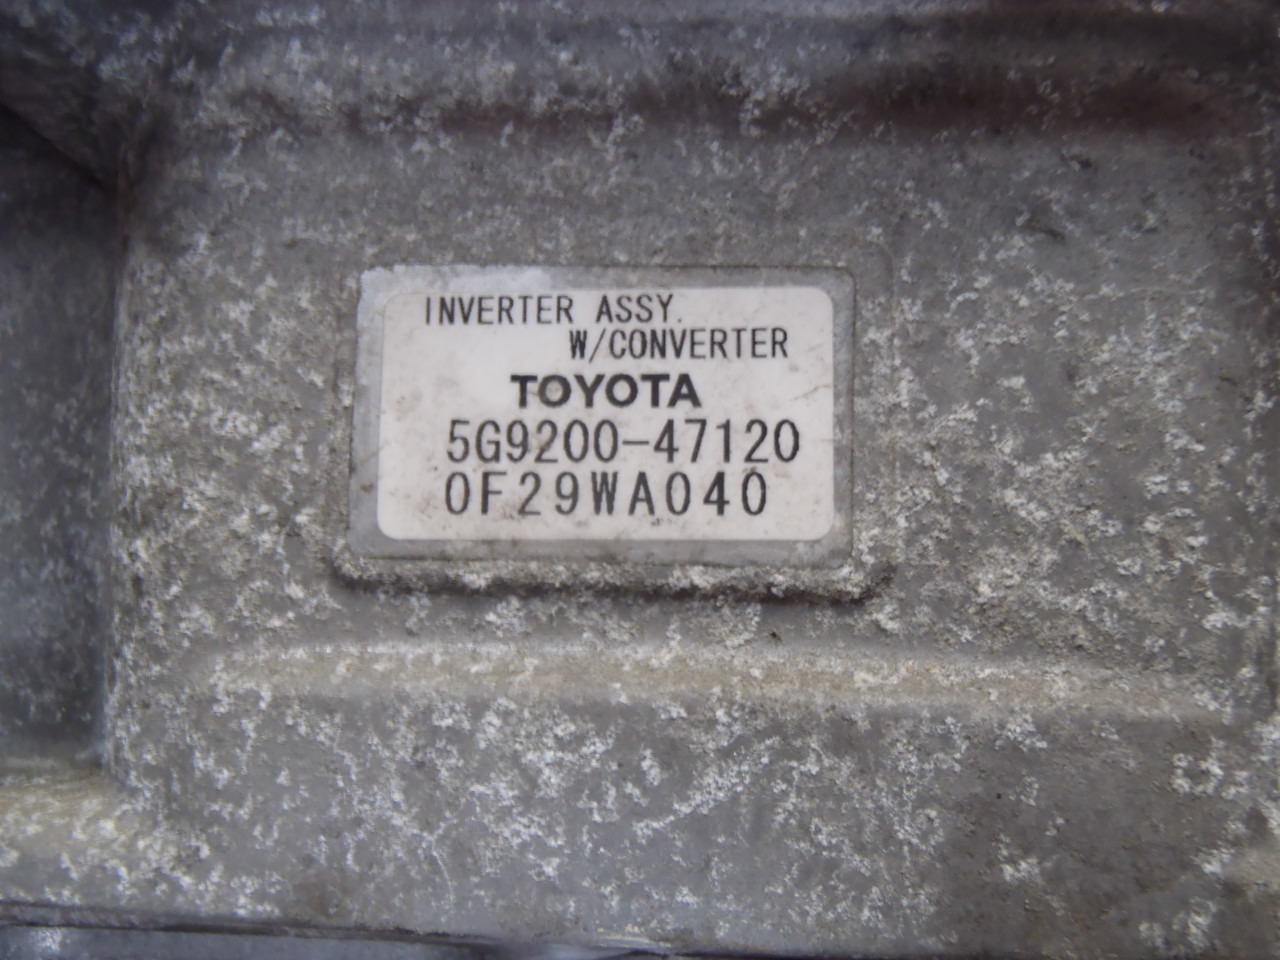 INVERTER ASSY.
W/CONVERTER
TOYOTA
5G9200-47120
0F29WA040